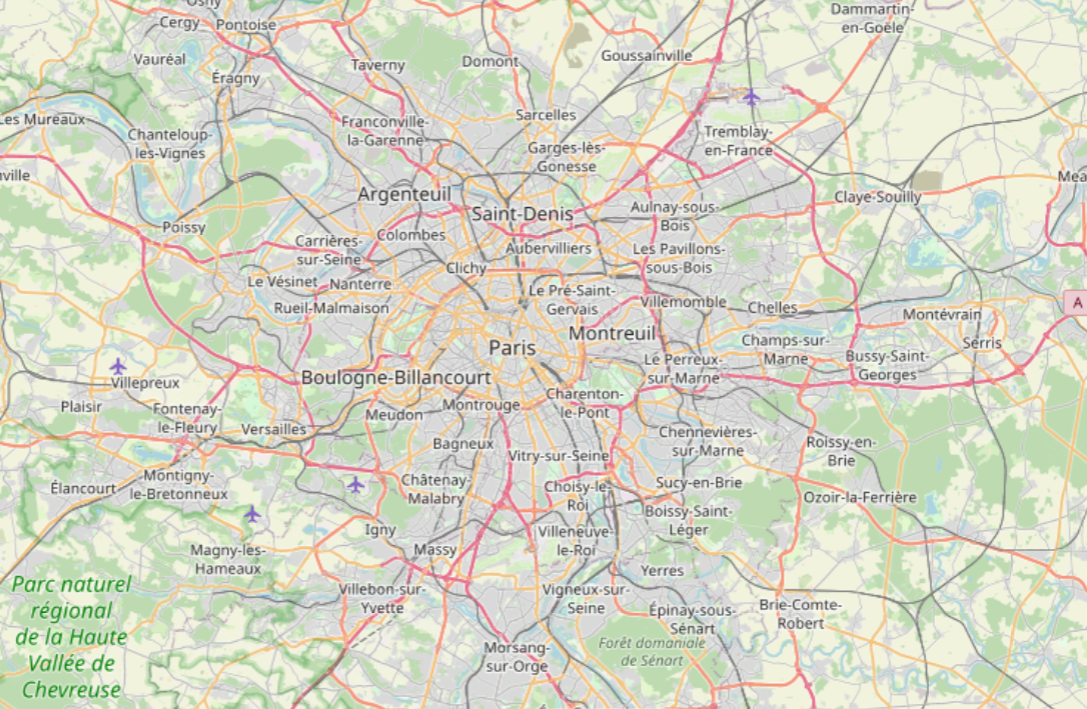 Osny
Cergy
Pontoise
Dammartin-
en-Goële
Vauréal
Taverny
Domont
Goussainville
Éragny
Les Mureaux
Chanteloup-
les-Vignes
Franconville-
la-Garenne
Sarcelles
Garges-lès-
Gonesse
Tremblay-
en-France
Argenteuil
Claye-Souilly
Mea
nville
Saint-Denis
Aulnay-sous-
Bois
Poissy
Colombes
Carrières-
sur-Seine
Aubervilliers
Les Pavillons-
sous-Bois
Clichy
Le Vésinet
Nanterre
Le Pré-Saint-
Gervais
Villemomble
Chelles
A
Rueil-Malmaison
Montévrain
Montreuil
Serris
Paris
Champs-sur-
Marne
Bussy-Saint-
Georges
Le Perreux-
sur-Marne
Villepreux
Boulogne-Billancourt
Charenton-
le-Pont
Plaisir
Fontenay-
le-Fleury
Versailles
Meudon
Montrouge
Bagneux
Vitry-sur-Seine
Chennevières-
sur-Marne
Roissy-en-
Brie
Élancourt
Montigny-
le-Bretonneux
Châtenay-
Malabry
Choisy-le-
Roi
Sucy-en-Brie
Ozoir-la-Ferrière
Boissy-Saint-
Léger
Igny
Massy
Villeneuve-
le-Roi
Magny-les-
Hameaux
Yerres
Parc naturel
régional
de la Haute
Vallée de
Chevreuse
Villebon-sur-
Yvette
Vigneux-sur-
Seine
Épinay-sous-
Sénart
Brie-Comte-
Robert
Morsang-
sur-Orge
Forêt domaniale
de Sénart